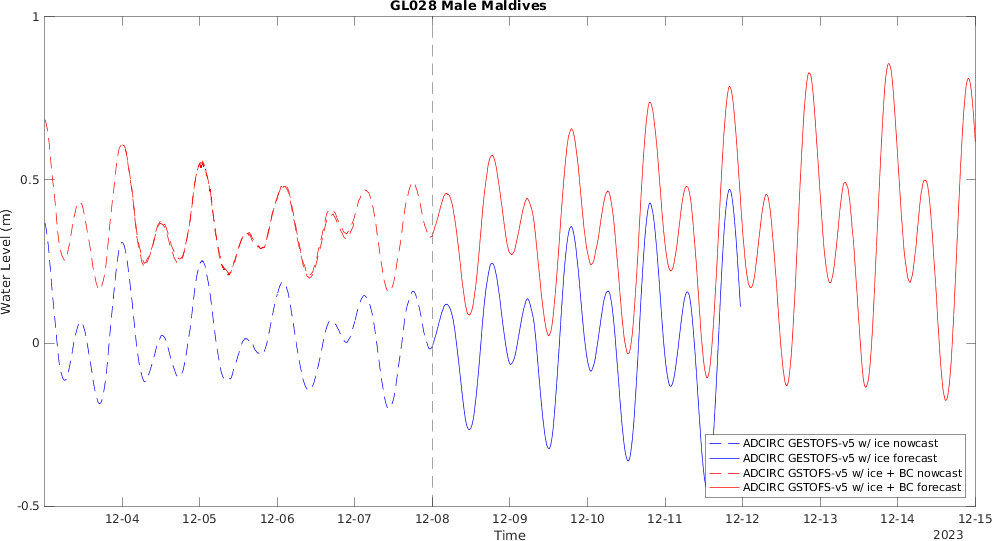 GL028 Male Maldives
1
0.5
0
-0.5
Water Level (m)
ADCIRC GESTOFS-v5 w/ ice nowcast
ADCIRC GESTOFS-v5 w/ ice forecast
ADCIRC GSTOFS-v5 w/ ice + BC nowcast
ADCIRC GSTOFS-v5 w/ ice + BC forecast
12-04 12-05 12-06 12-07 12-08 12-09 12-10 12-11 12-12 12-13 12-14 12-15
Time
2023